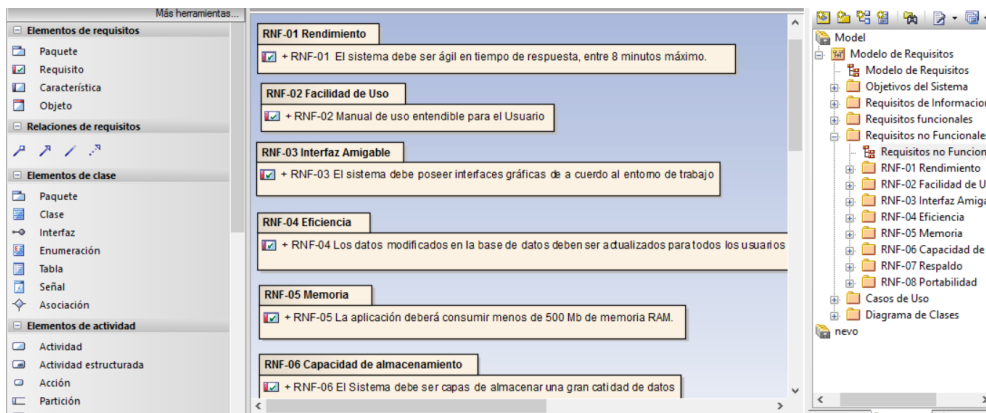 Más herramientas...
Elementos de requisitos
Paquete
Requisito
Característica
Objeto
Relaciones de requisitos
Elementos de clase
Paquete
Clase
Interfaz
Enumeración
Tabla
Señal
Asociación
Elementos de actividad
Actividad
Actividad estructurada
Acción
Partición
RNF-01 Rendimiento
+ RNF-01 El sistema debe ser ágil en tiempo de respuesta, entre 8 minutos máximo.
RNF-02 Facilidad de Uso
+ RNF-02 Manual de uso entendible para el Usuario
RNF-03 Interfaz Amigable
+ RNF-03 El sistema debe poseer interfaces gráficas de a cuerdo al entorno de trabajo
RNF-04 Eficiencia
+ RNF-04 Los datos modificados en la base de datos deben ser actualizados para todos los usuarios
RNF-05 Memoria
+ RNF-05 La aplicación deberá consumir menos de 500 Mb de memoria RAM.
RNF-06 Capacidad de almacenamiento
+ RNF-06 El Sistema debe ser capas de almacenar una gran catidad de datos
Model
Modelo de Requisitos
Modelo de Requisitos
Objetivos del Sistema
Requisitos de Informacion
Requisitos funcionales
Requisitos no Funcionale
Requisitos no Funcion
RNF-01 Rendimiento
RNF-02 Facilidad de U
RNF-03 Interfaz Amiga
RNF-04 Eficiencia
RNF-05 Memoria
RNF-06 Capacidad de
RNF-07 Respaldo
RNF-08 Portabilidad
Casos de Uso
Diagrama de Clases
nevo